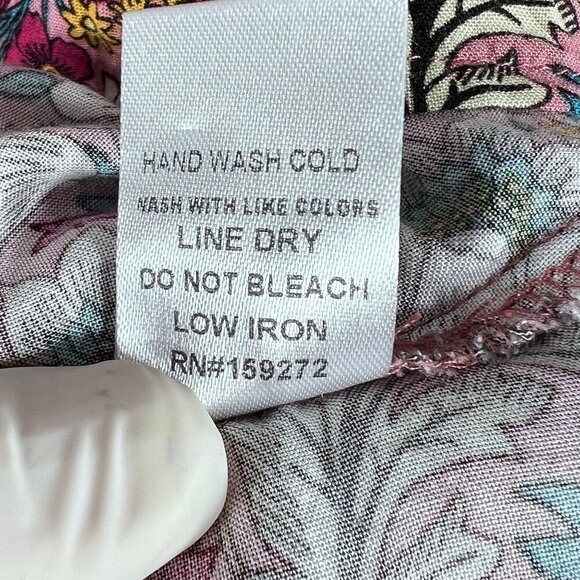 HAND WASH COLD
WASH WITH LIKE COLORS
LINE DRY
DO NOT BLEACH
LOW IRON
RN#159272